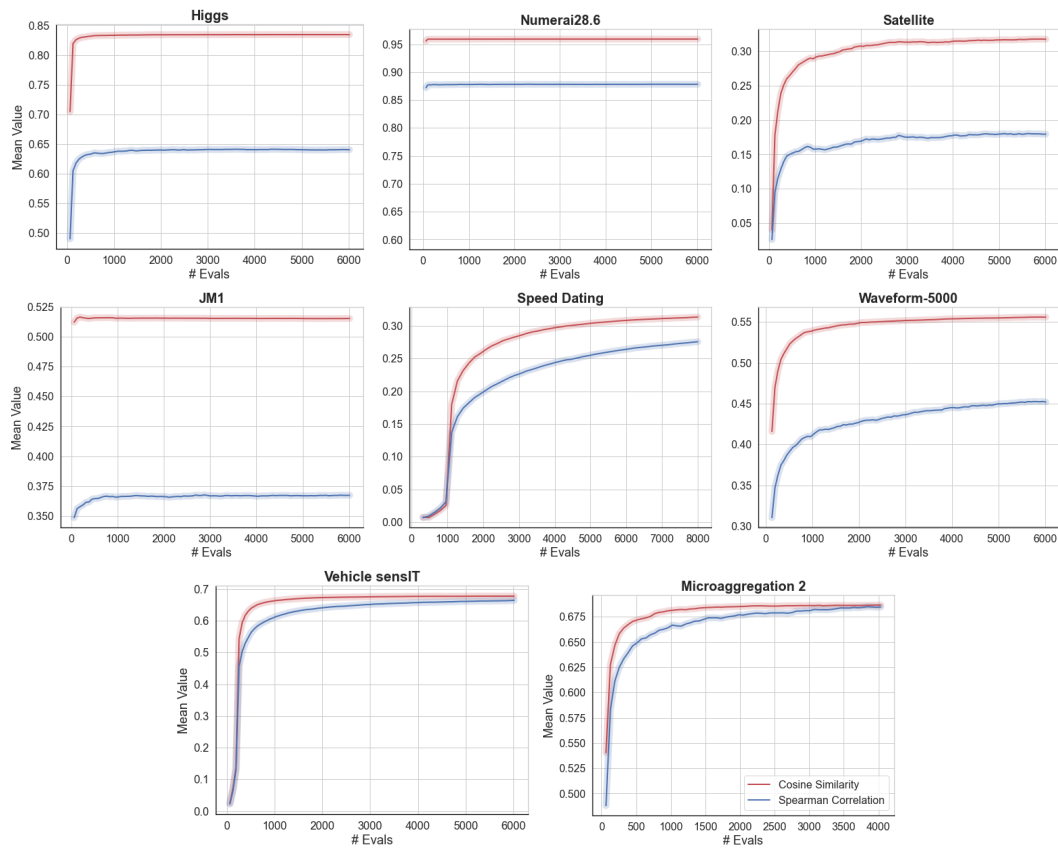 Higgs
Numerai28.6
Satellite
0.85
0.80
0.75
0.70
0.65
0.60
0.55
0.50
Mean Value
0 1000 2000 3000 4000 5000 6000
# Evals
0.95
0.90
0.85
0.80
0.75
0.70
0.65
0.60
0 1000 2000 3000 4000 5000 6000
# Evals
0.30
0.25
0.20
0.15
0.10
0.05
0 1000 2000 3000 4000 5000 6000
# Evals
JM1
Speed Dating
Waveform-5000
0.525
0.500
0.475
0.450
0.425
0.400
0.375
0.350
Mean Value
0 1000 2000 3000 4000 5000 6000
# Evals
0.30
0.25
0.20
0.15
0.10
0.05
0.00
0 1000 2000 3000 4000 5000 6000 7000 8000
# Evals
0.55
0.50
0.45
0.40
0.35
0.30
0 1000 2000 3000 4000 5000 6000
# Evals
Vehicle sensIT
Microaggregation 2
0.7
0.6
0.5
0.4
0.3
0.2
0.1
0.0
Mean Value
0 1000 2000 3000 4000 5000 6000
# Evals
0.675
0.650
0.625
0.600
0.575
0.550
0.525
0.500
Mean Value
Cosine Similarity
Spearman Correlation
0 500 1000 1500 2000 2500 3000 3500 4000
# Evals